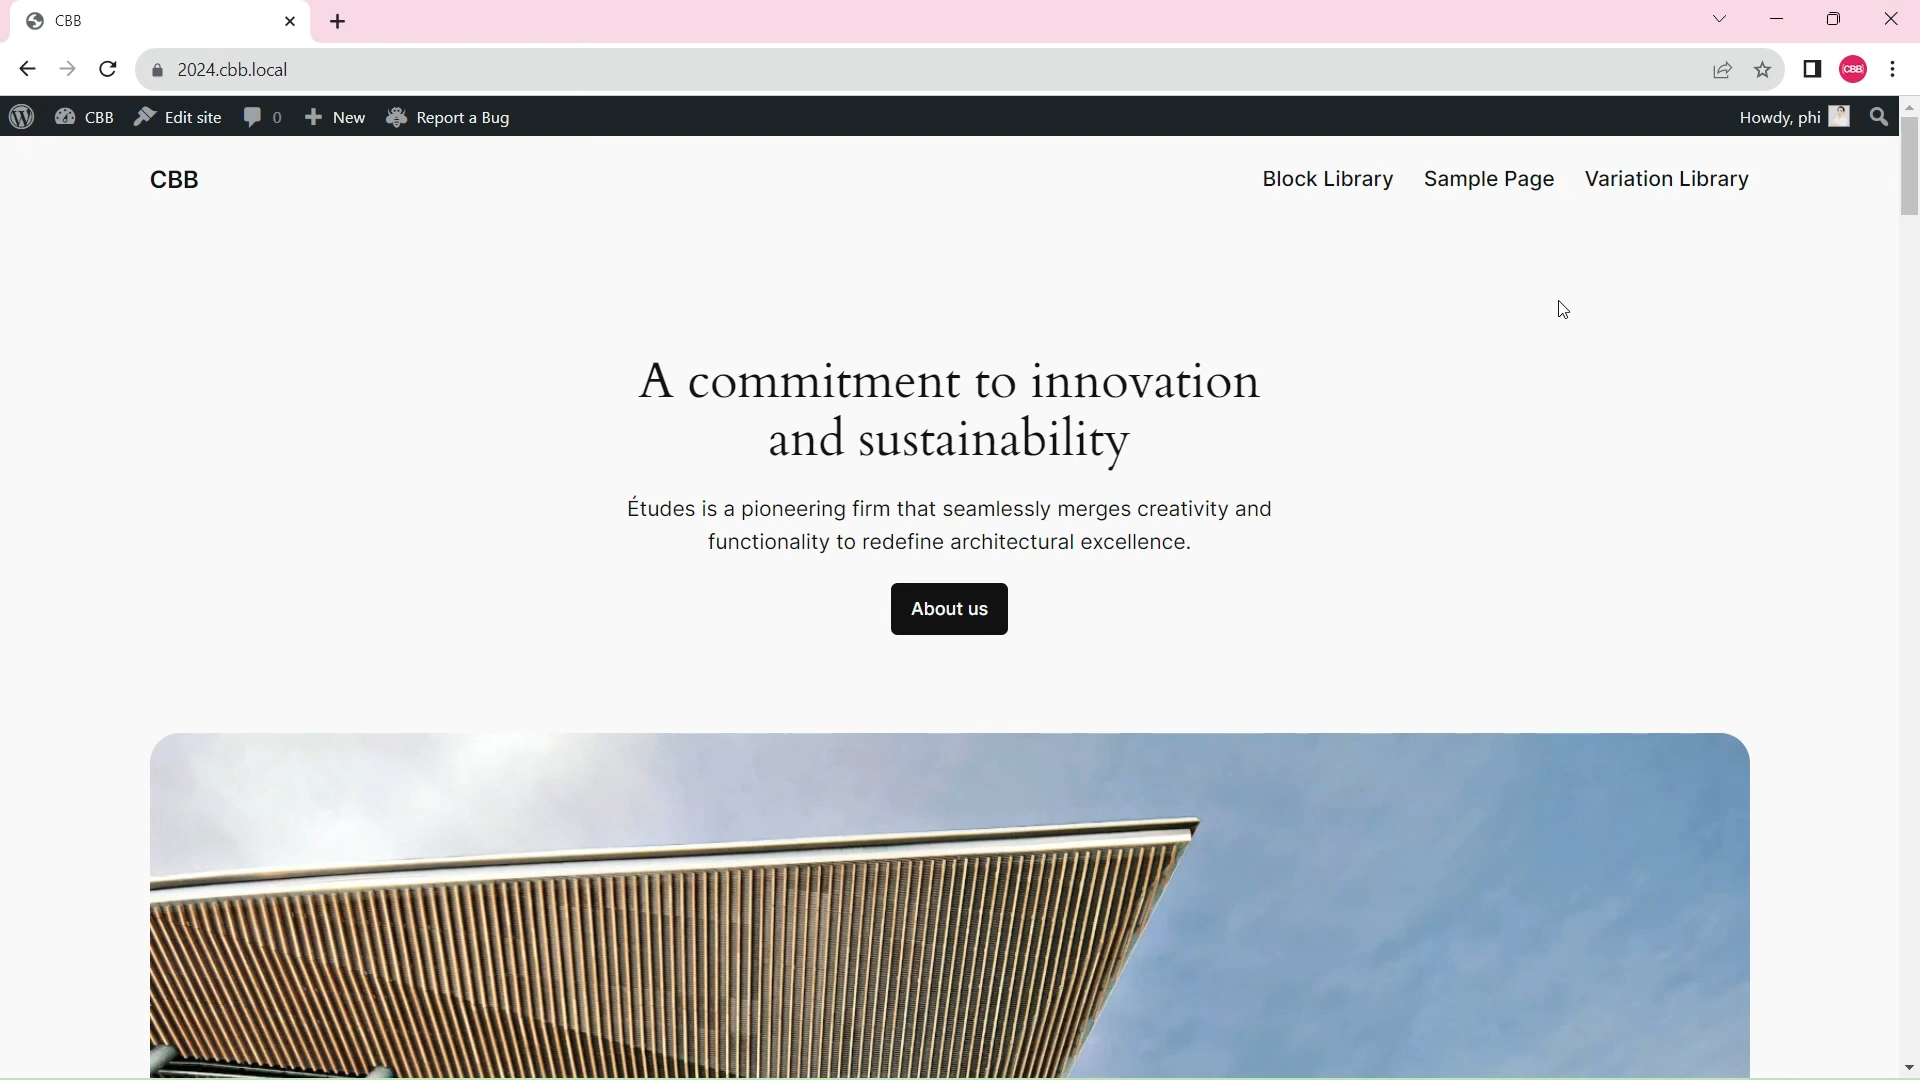 CBB
2024.cbb.local
CBB
CBB Edit site 0 New Report a Bug Howdy, phi
CBB Block Library Sample Page Variation Library
A commitment to innovation
and sustainability
Études is a pioneering firm that seamlessly merges creativity and
functionality to redefine architectural excellence.
About us